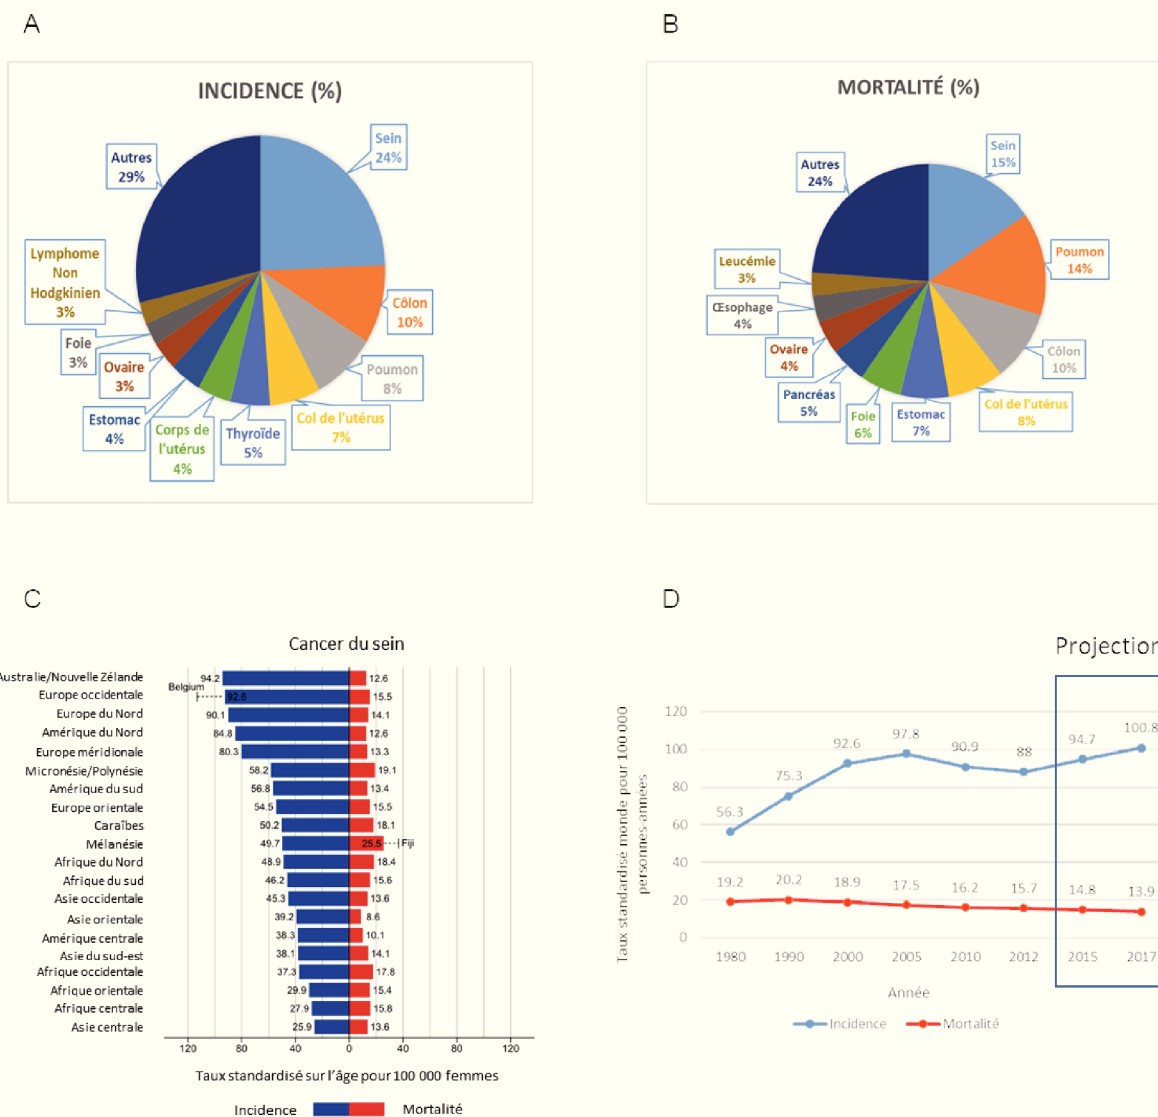 A
INCIDENCE (%)
Sein
24%
Côlon
10%
Poumon
8%
Col de l'utérus
7%
Thyroïde
5%
Corps de
l'utérus
4%
Estomac
4%
Ovaire
3%
Foie
3%
Lymphome
Non
Hodgkinien
3%
Autres
29%
B
MORTALITÉ (%)
Sein
15%
Poumon
14%
Côlon
10%
Col de l'utérus
8%
Estomac
7%
Foie
6%
Pancréas
5%
Ovaire
4%
Œsophage
4%
Leucémie
3%
Autres
24%
C
Cancer du sein
Australie/Nouvelle Zélande 94.2 12.6
Belgium
Europe occidentale 92.6 15.5
Europe du Nord 90.1 14.1
Amérique du Nord 84.8 12.6
Europe méridionale 80.3 13.3
Micronésie/Polynésie 58.2 19.1
Amérique du sud 56.8 13.4
Europe orientale 54.5 15.5
Caraîbes 50.2 18.1
Mélanésie 49.7 25.5 Fiji
Afrique du Nord 48.9 18.4
Afrique du sud 46.2 15.6
Asie occidentale 45.3 13.6
Asie orientale 39.2 8.6
Amérique centrale 38.3 10.1
Asie du sud-est 38.1 14.1
Afrique occidentale 37.3 17.8
Afrique orientale 29.9 15.4
Afrique centrale 27.9 15.8
Asie centrale 25.9 13.6
120 80 40 0 40 80 120
Taux standardisé sur l'âge pour 100 000 femmes
Incidence Mortalité
D
Projection
Taux standardisé monde pour 100 000
personnes-années
120
100
80
60
40
20
0
56.3 75.3 92.6 97.8 90.9 88 94.7 100.8
19.2 20.2 18.9 17.5 16.2 15.7 14.8 13.9
1980 1990 2000 2005 2010 2012 2015 2017
Année
Incidence Mortalité